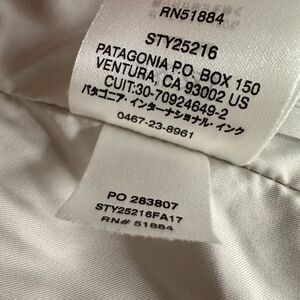 RN51884
STY25216
PATAGONIA P.O. BOX 150
VENTURA, CA 93002 US
CUIT:30-70924649-2
パタゴニア・インターナショナル・インク
0467-23-8961
PO 283807
STY25216FA17
RN# 51884